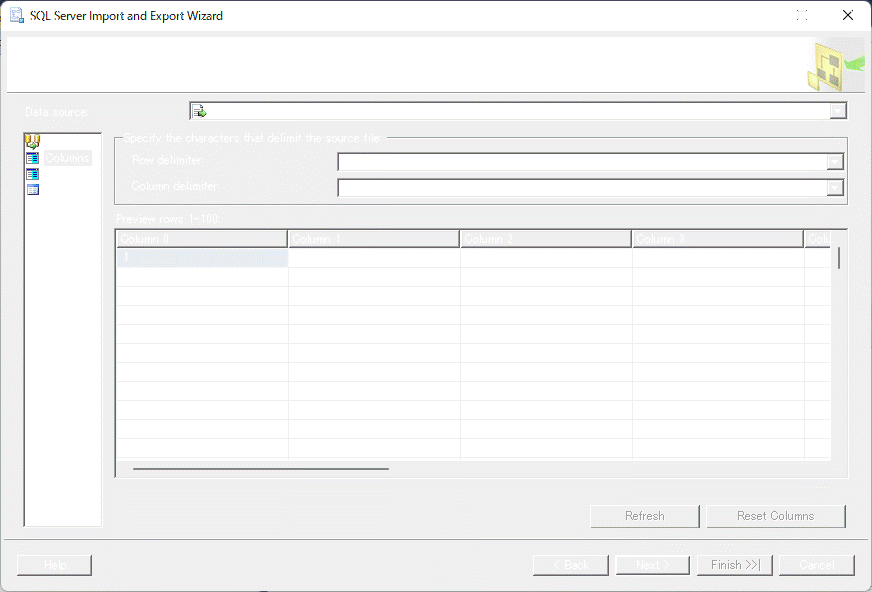 SQL Server Import and Export Wizard
Data source:
Columns
Specify the characters that delimit the source file
Row delimiter:
Column delimiter:
Preview rows 1-100:
Column 0 Column 1 Column 2 Column 3 Colu
1
Refresh Reset Columns
Help < Back Next > Finish >>| Cancel